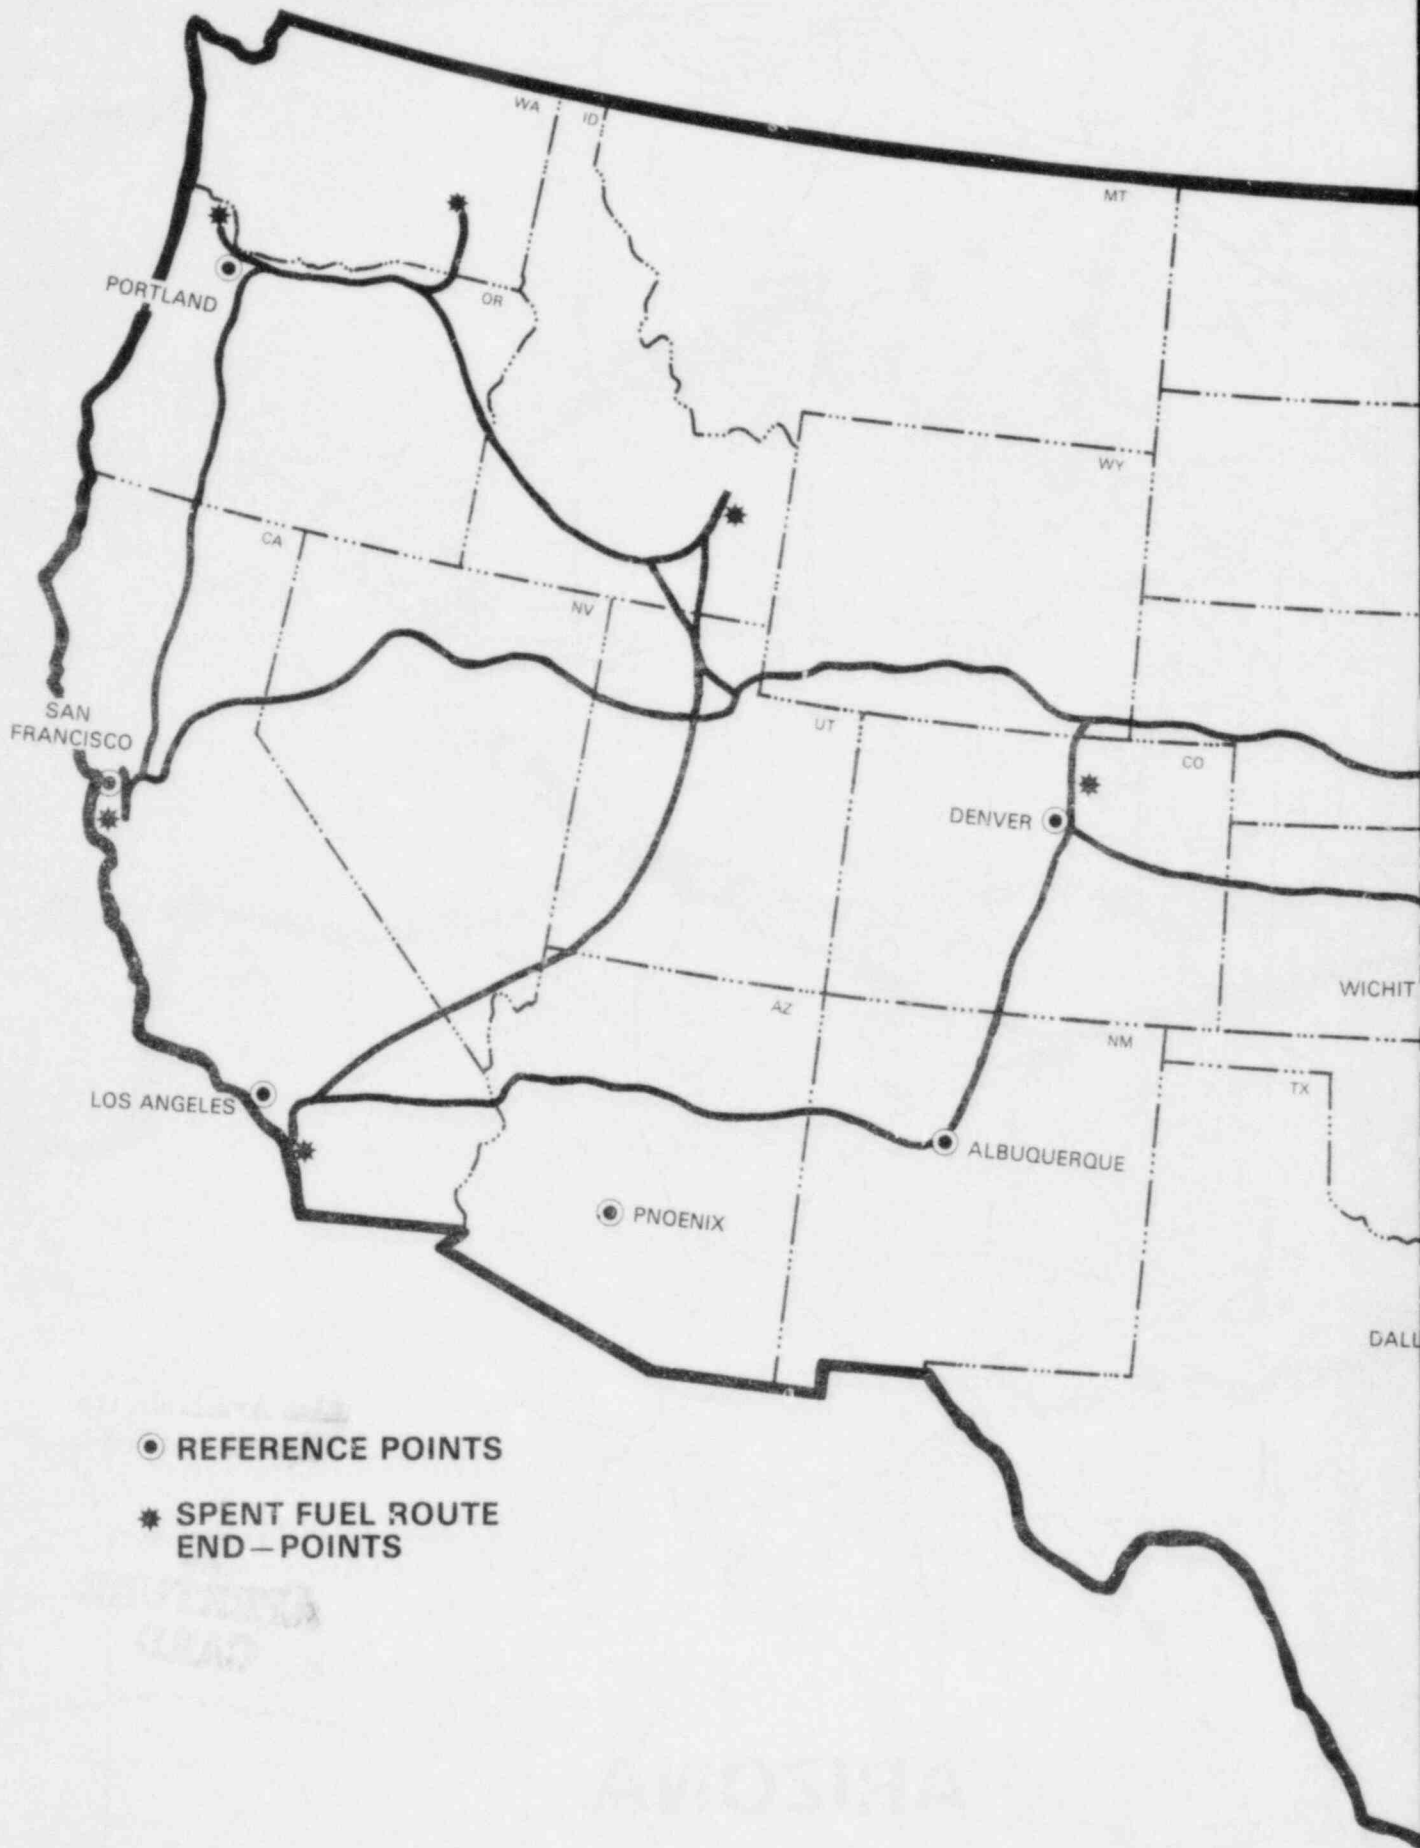 WA
ID
MT
PORTLAND
OR
WY
CA
NV
SAN
FRANCISCO
UT
CO
DENVER
WICHIT
AZ
NM
TX
LOS ANGELES
ALBUQUERQUE
PNOENIX
DALL
REFERENCE POINTS
SPENT FUEL ROUTE
END—POINTS
ARIZONA